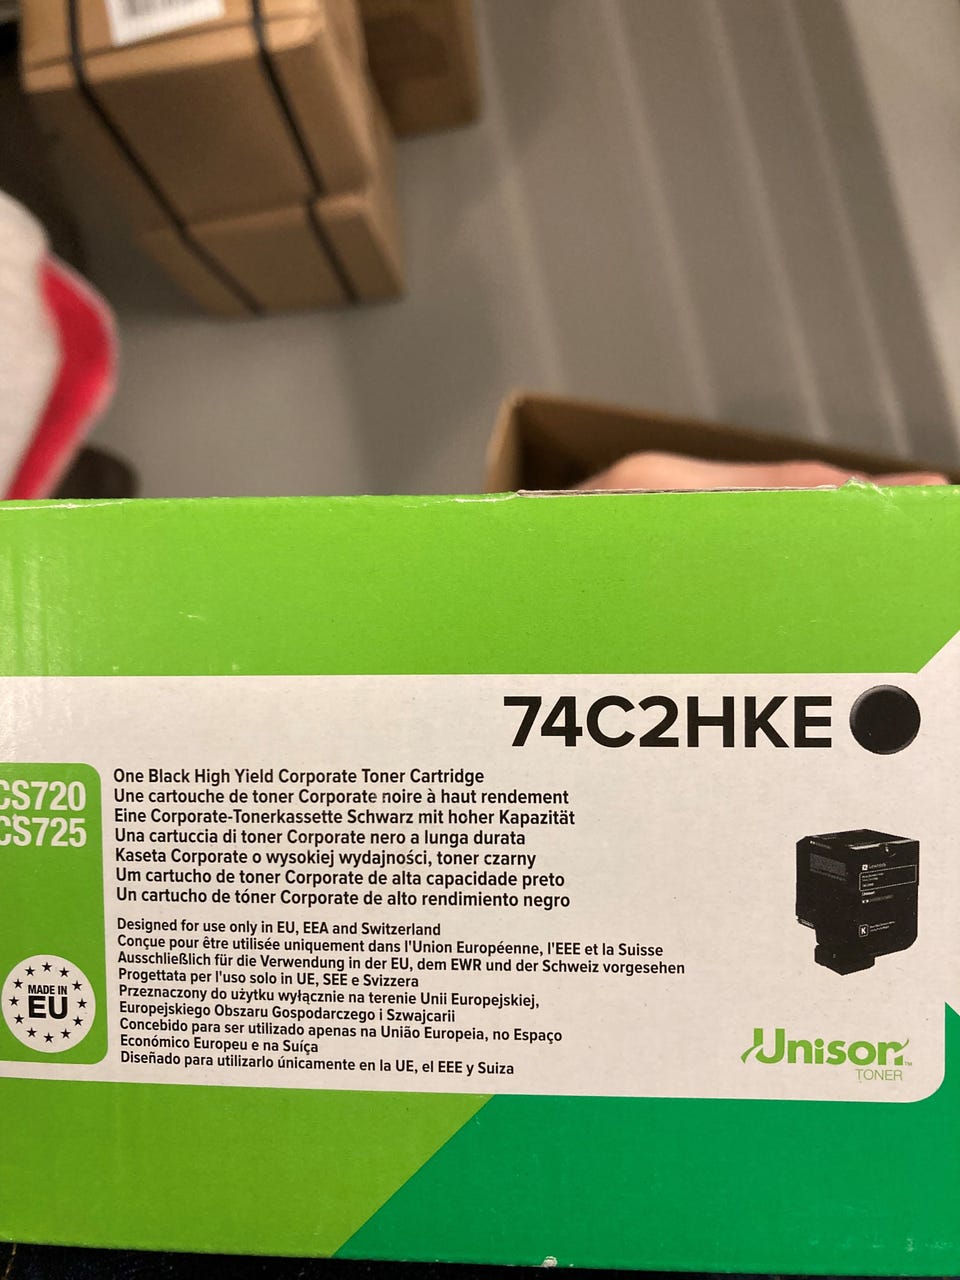 74C2HKE
CS720
CS725
One Black High Yield Corporate Toner Cartridge
Une cartouche de toner Corporate noire à haut rendement
Eine Corporate-Tonerkassette Schwarz mit hoher Kapazität
Una cartuccia di toner Corporate nero a lunga durata
Kaseta Corporate o wysokiej wydajności, toner czarny
Um cartucho de toner Corporate de alta capacidade preto
Un cartucho de tóner Corporate de alto rendimiento negro
Designed for use only in EU, EEA and Switzerland
Conçue pour être utilisée uniquement dans l'Union Européenne, l'EEE et la Suisse
Ausschließlich für die Verwendung in der EU, dem EWR und der Schweiz vorgesehen
Progettata per l'uso solo in UE, SEE e Svizzera
Przeznaczony do użytku wyłącznie na terenie Unii Europejskiej,
Europejskiego Obszaru Gospodarczego i Szwajcarii
Concebido para ser utilizado apenas na União Europeia, no Espaço
Económico Europeu e na Suíça
Diseñado para utilizarlo únicamente en la UE, el EEE y Suiza
MADE IN
EU
Lexmark
K
Unison™
TONER